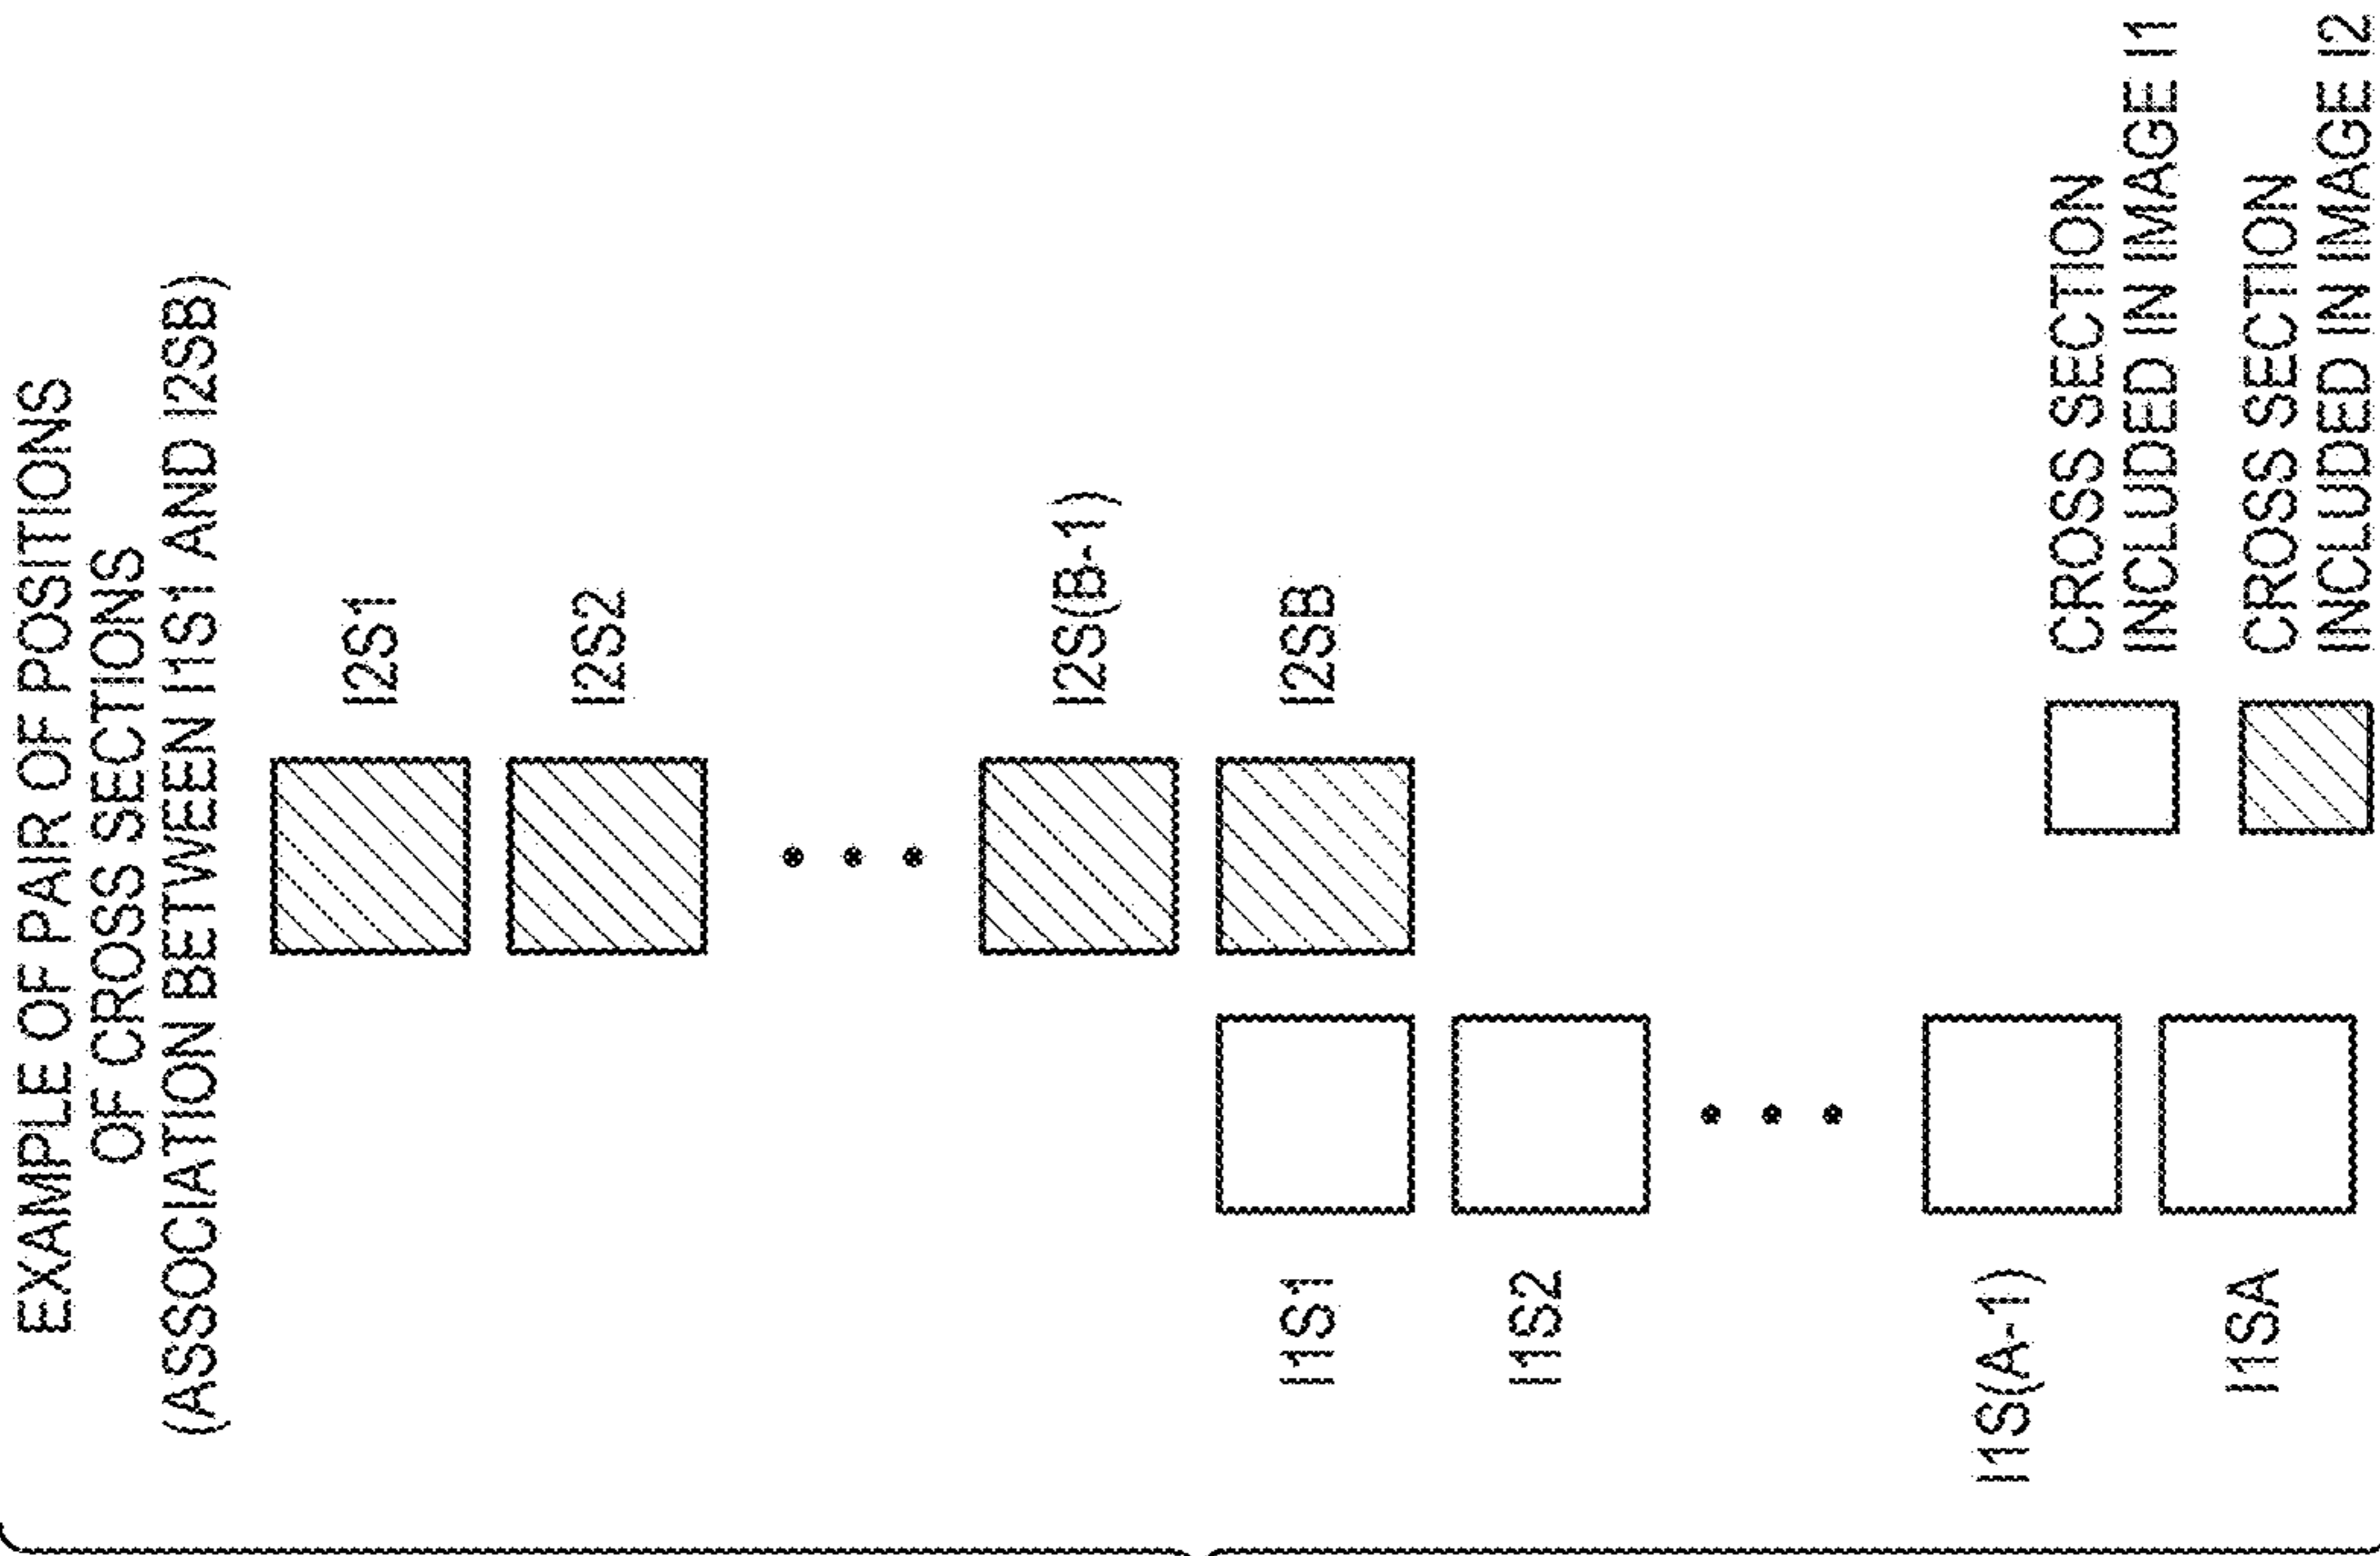 EXAMPLE OF PAIR OF POSITIONS
OF CROSS SECTIONS
(ASSOCIATION BETWEEN I1S1 AND I2SB)
I2S1
I2S2
I2S(B-1)
I1S1
I2SB
I1S2
I1S(A-1)
I1SA
CROSS SECTION
INCLUDED IN IMAGE I1
CROSS SECTION
INCLUDED IN IMAGE I2